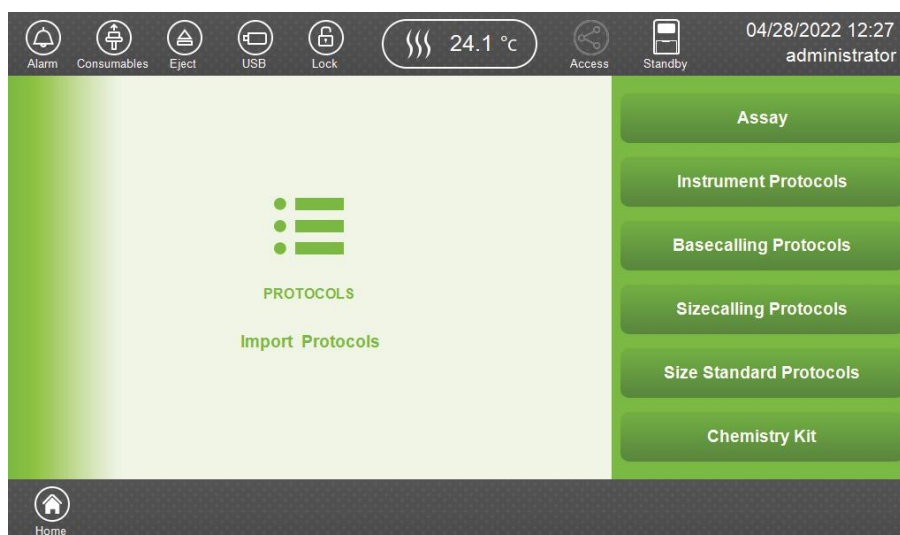 Alarm
Consumables
Eject
USB
Lock
24.1 °c
Access
Standby
04/28/2022 12:27
administrator
PROTOCOLS
Import Protocols
Assay
Instrument Protocols
Basecalling Protocols
Sizecalling Protocols
Size Standard Protocols
Chemistry Kit
Home